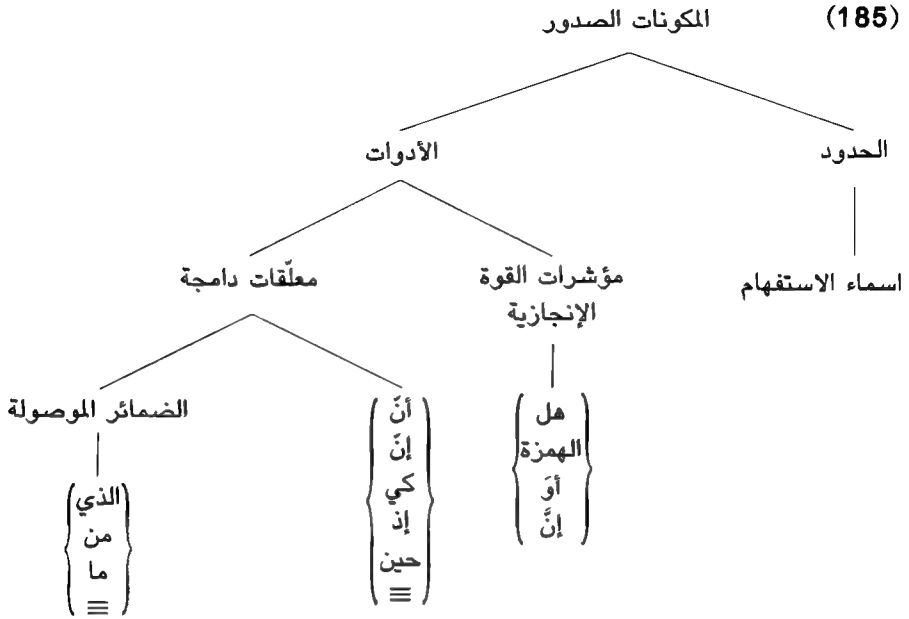 (185)
المكونات الصدور
الحدود
الأدوات
اسماء الاستفهام
مؤشرات القوة
الإنجازية
معلّقات دامجة
هل
الهمزة
أوَ
إنَّ
أنّ
إنّ
كي
إذ
حين
≡
الضمائر الموصولة
الذي
من
ما
≡